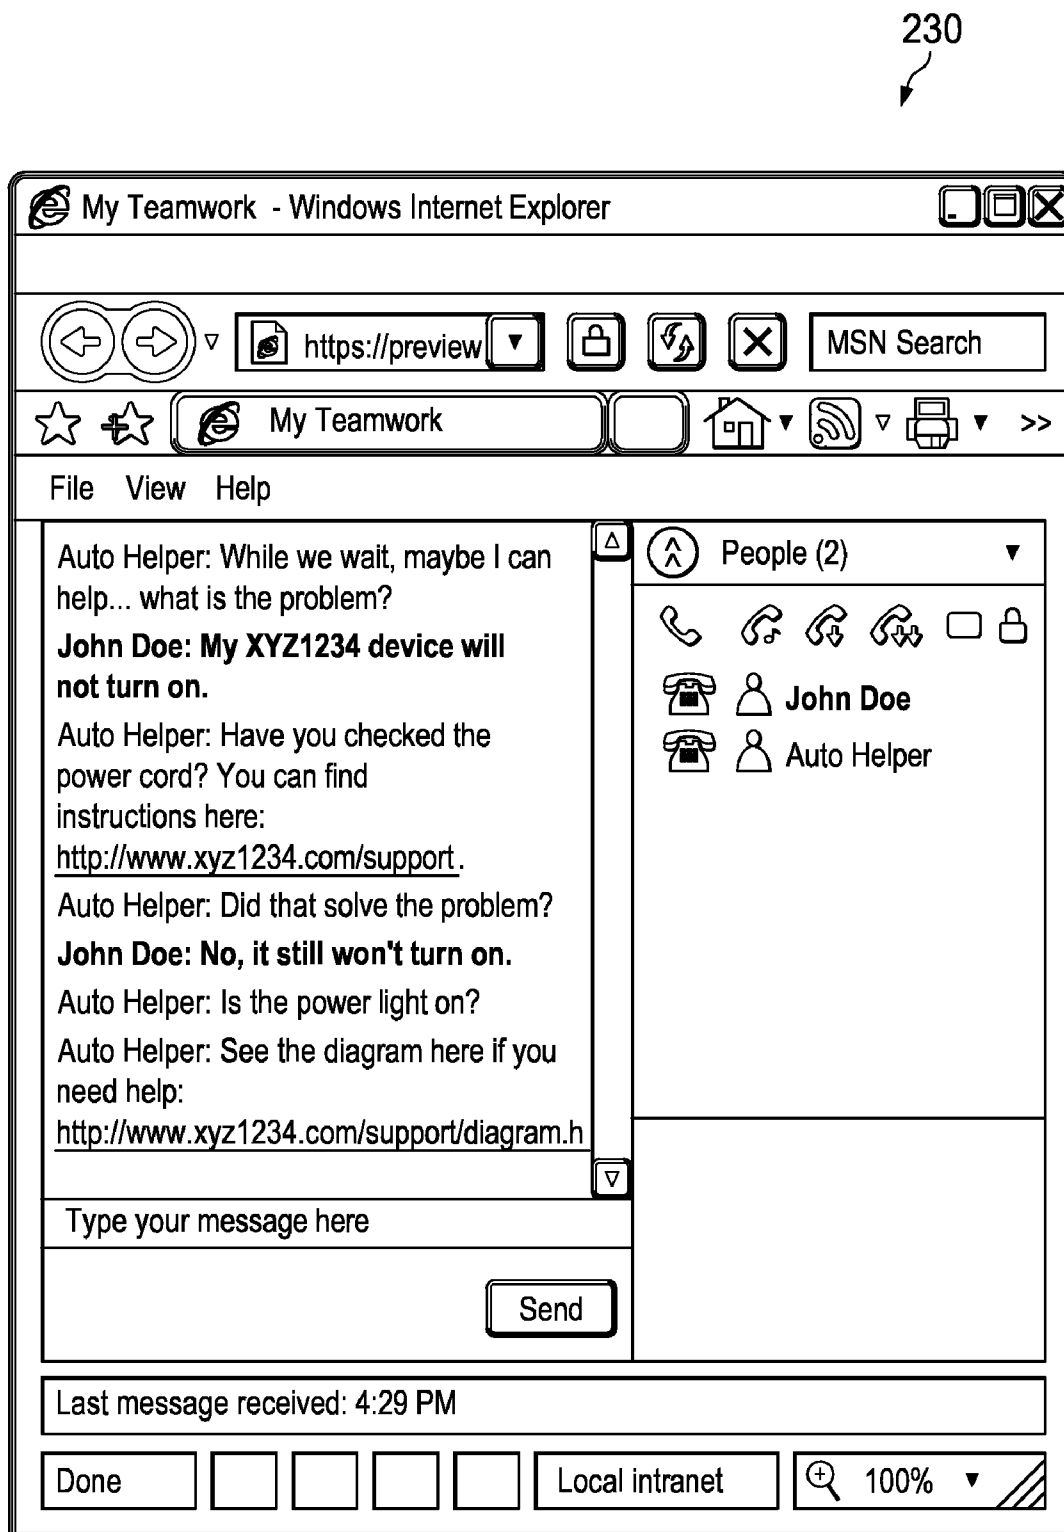 230
My Teamwork - Windows Internet Explorer
https://preview
MSN Search
My Teamwork
>>
File View Help
Auto Helper: While we wait, maybe I can
help... what is the problem?
John Doe: My XYZ1234 device will
not turn on.
Auto Helper: Have you checked the
power cord? You can find
instructions here:
http://www.xyz1234.com/support.
Auto Helper: Did that solve the problem?
John Doe: No, it still won't turn on.
Auto Helper: Is the power light on?
Auto Helper: See the diagram here if you
need help:
http://www.xyz1234.com/support/diagram.h
Type your message here
Send
People (2)
John Doe
Auto Helper
Last message received: 4:29 PM
Done
Local intranet
100%